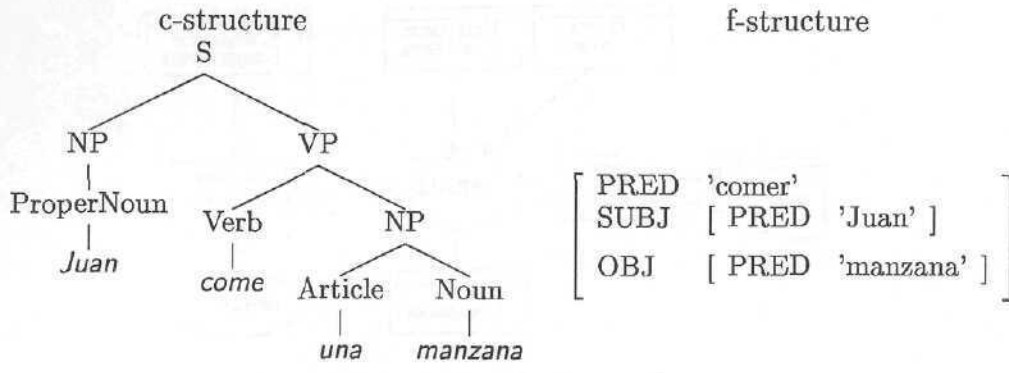 c-structure
f-structure
S
NP VP
ProperNoun Verb NP
Juan come Article Noun
una manzana
PRED 'comer'
SUBJ [ PRED 'Juan' ]
OBJ [ PRED 'manzana' ]